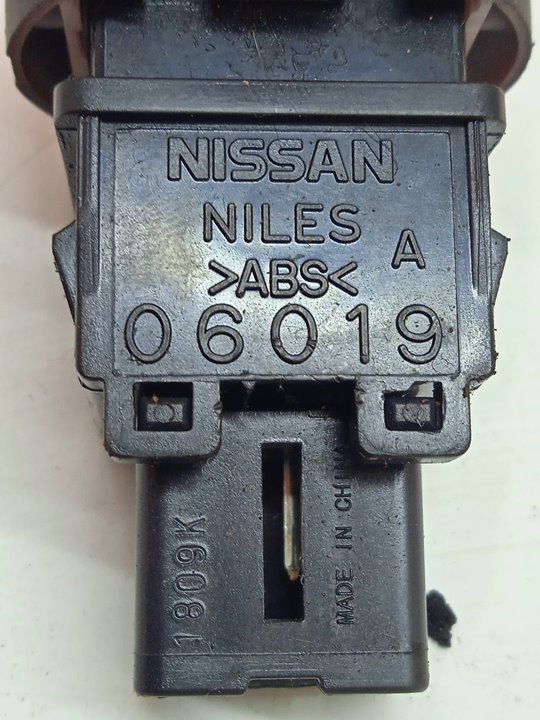 NISSAN
NILES
A
>ABS<
06019
1809K
MADE IN CHINA